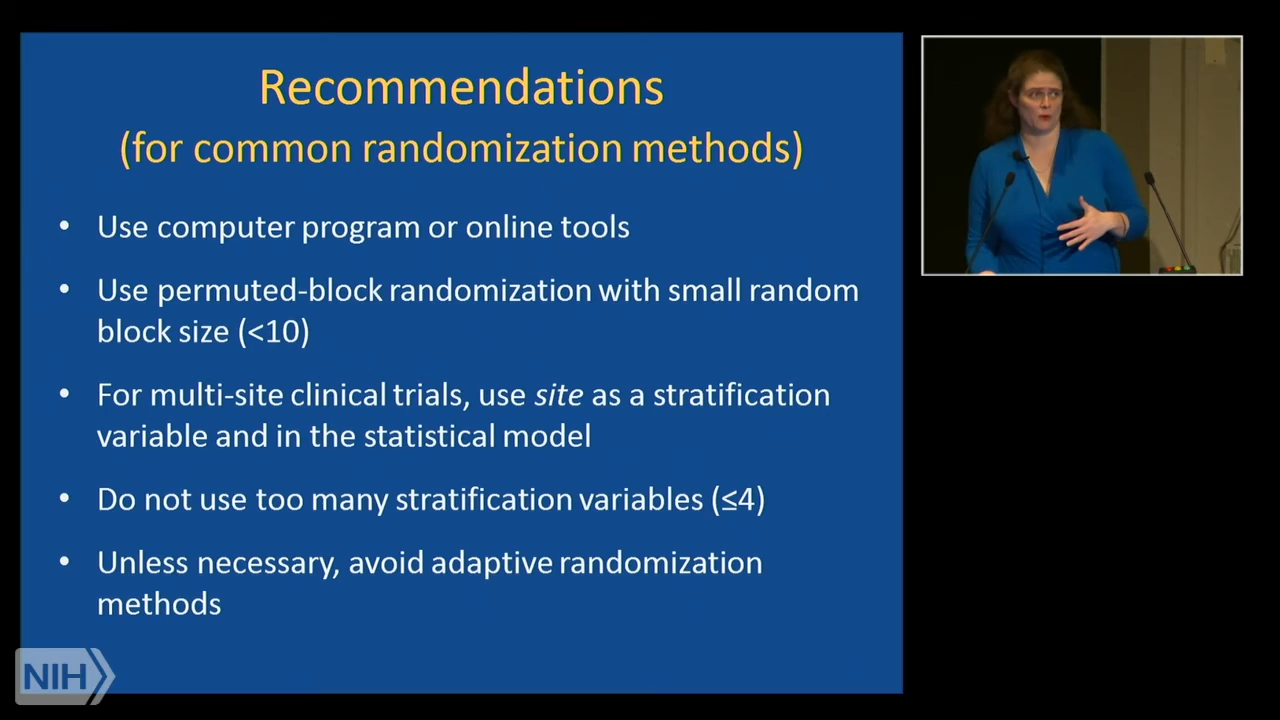 Recommendations
(for common randomization methods)
• Use computer program or online tools
• Use permuted-block randomization with small random
block size (<10)
• For multi-site clinical trials, use site as a stratification
variable and in the statistical model
• Do not use too many stratification variables (≤4)
• Unless necessary, avoid adaptive randomization
methods
NIH